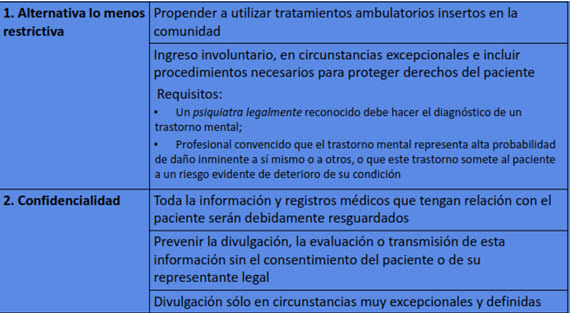 1. Alternativa lo menos
restrictiva
Propender a utilizar tratamientos ambulatorios insertos en la
comunidad
Ingreso involuntario, en circunstancias excepcionales e incluir
procedimientos necesarios para proteger derechos del paciente
Requisitos:
• Un psiquiatra legalmente reconocido debe hacer el diagnóstico de un
trastorno mental;
• Profesional convencido que el trastorno mental representa alta probabilidad
de daño inminente a sí mismo o a otros, o que este trastorno somete al paciente
a un riesgo evidente de deterioro de su condición
2. Confidencialidad
Toda la información y registros médicos que tengan relación con el
paciente serán debidamente resguardados
Prevenir la divulgación, la evaluación o transmisión de esta
información sin el consentimiento del paciente o de su
representante legal
Divulgación sólo en circunstancias muy excepcionales y definidas